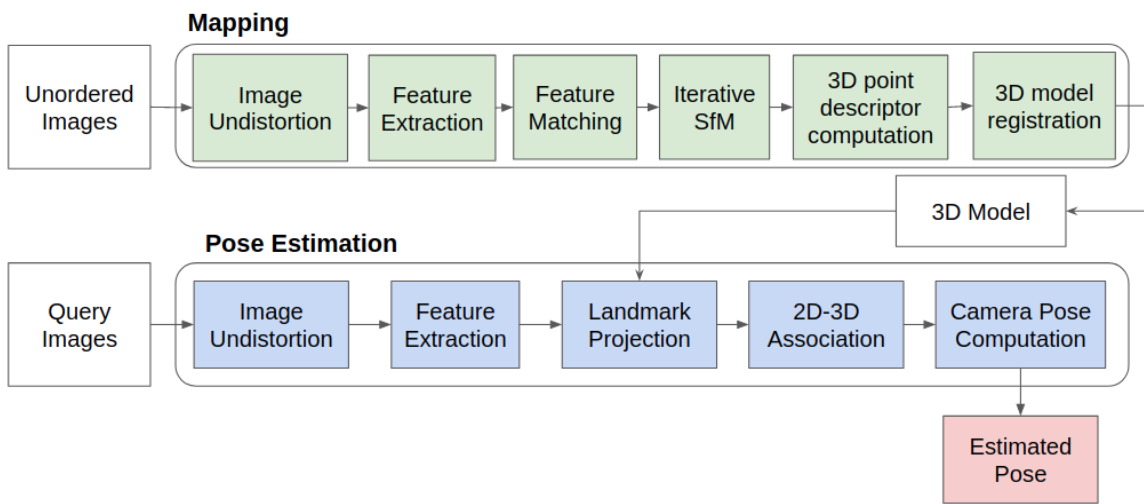 Mapping
Unordered
Images
Image
Undistortion
Feature
Extraction
Feature
Matching
Iterative
SfM
3D point
descriptor
computation
3D model
registration
3D Model
Pose Estimation
Query
Images
Image
Undistortion
Feature
Extraction
Landmark
Projection
2D-3D
Association
Camera Pose
Computation
Estimated
Pose